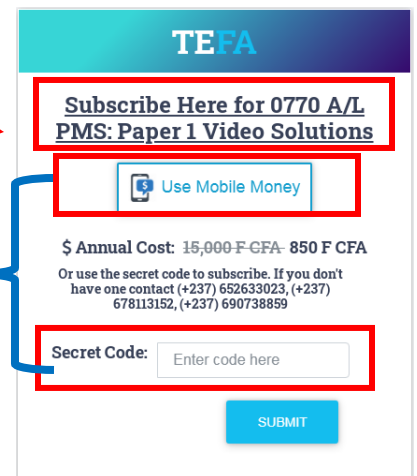 TEFA
Subscribe Here for 0770 A/L
PMS: Paper 1 Video Solutions
Use Mobile Money
$ Annual Cost: 15,000 F CFA 850 F CFA
Or use the secret code to subscribe. If you don't
have one contact (+237) 652633023, (+237)
678113152, (+237) 690738859
Secret Code: Enter code here
SUBMIT